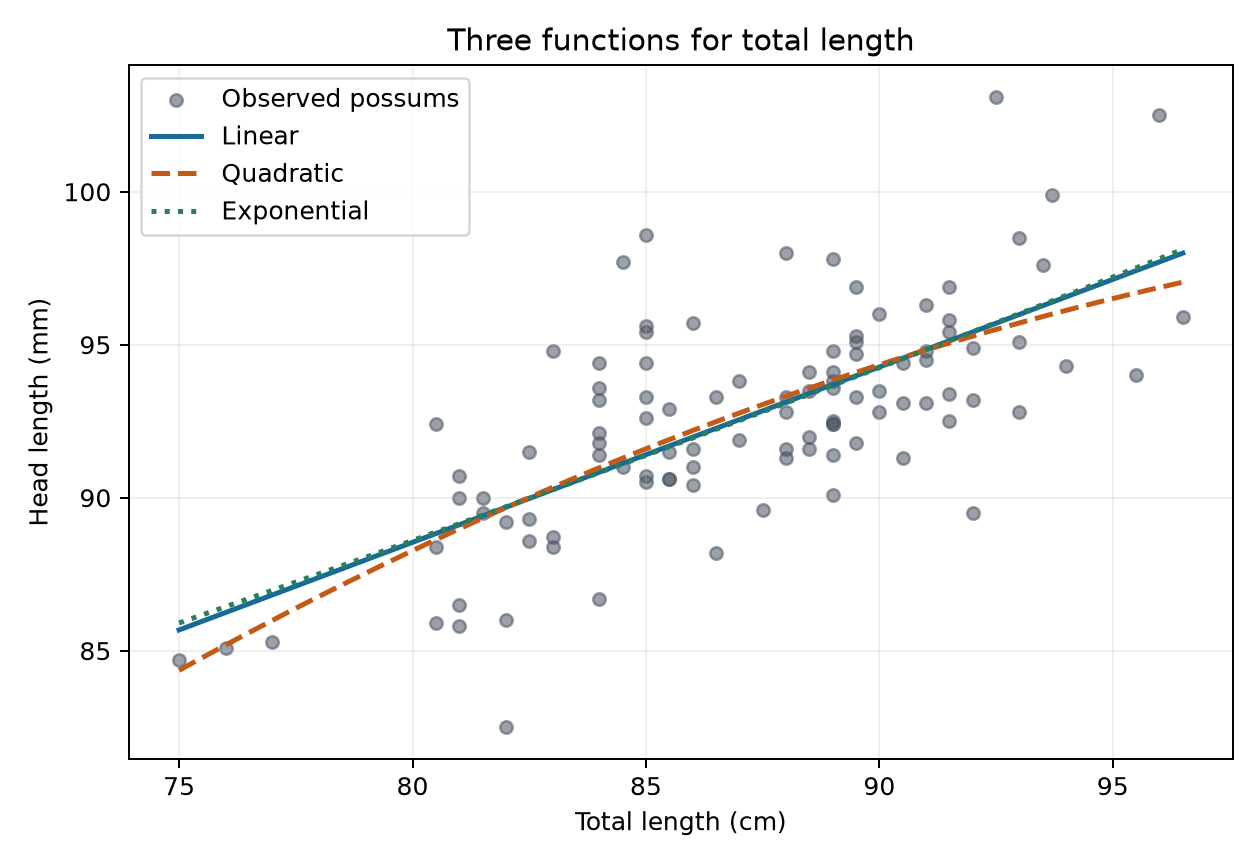 Three functions for total length
Observed possums
Linear
Quadratic
Exponential
Head length (mm)
100
95
90
85
75 80 85 90 95
Total length (cm)